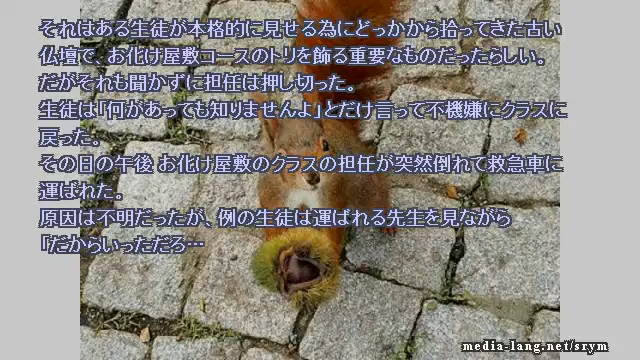 それはある生徒が本格的に見せる為にどっかから拾ってきた古い
仏壇で、お化け屋敷コースのトリを飾る重要なものだったらしい。
だがそれも聞かずに担任は押し切った。
生徒は「何があっても知りませんよ」とだけ言って不機嫌にクラスに
戻った。
その日の午後 お化け屋敷のクラスの担任が突然倒れて救急車に
運ばれた。
原因は不明だったが、例の生徒は運ばれる先生を見ながら
「だからいっただろ…
media-lang.net/srym